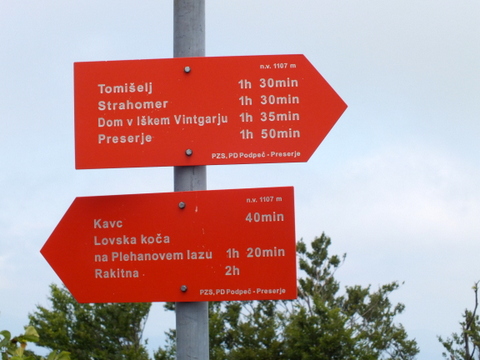 n.v. 1107 m
Tomišelj 1h 30min
Strahomer 1h 30min
Dom v Iškem Vintgarju 1h 35min
Preserje 1h 50min
PZS, PD Podpeč - Preserje
n.v. 1107 m
Kavc 40min
Lovska koča
na Plehanovem lazu 1h 20min
Rakitna 2h
PZS, PD Podpeč - Preserje